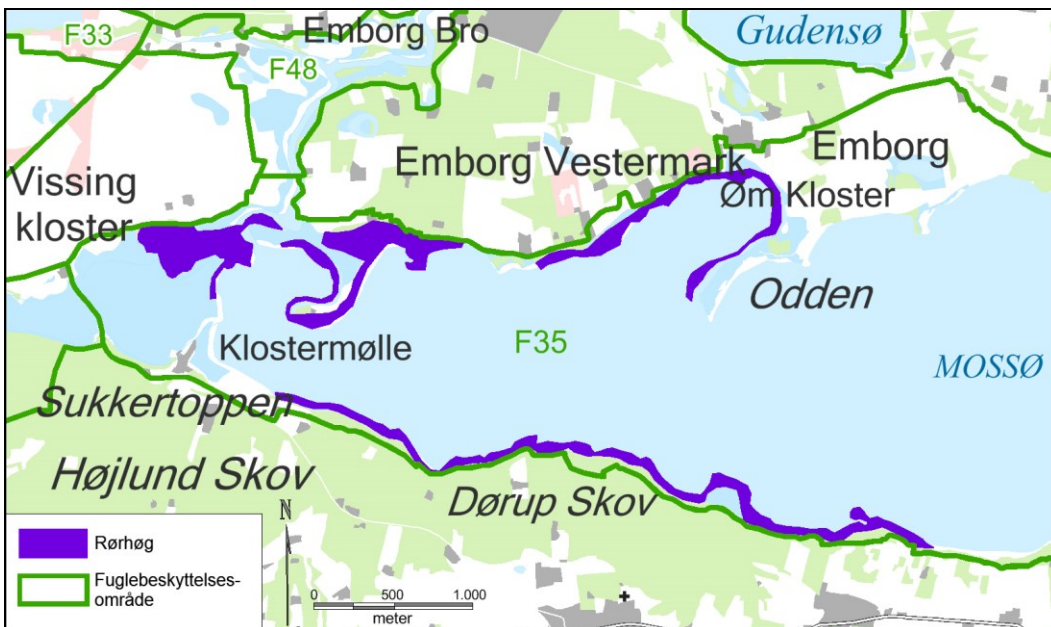 F33
Emborg Bro
Gudensø
F48
Emborg Vestermark
Emborg
Vissing
kloster
Øm Kloster
Odden
Klostermølle
F35
MOSSØ
Sukkertoppen
Højlund Skov
Dørup Skov
N
Rørhøg
Fuglebeskyttelses-
område
0 500 1.000
meter